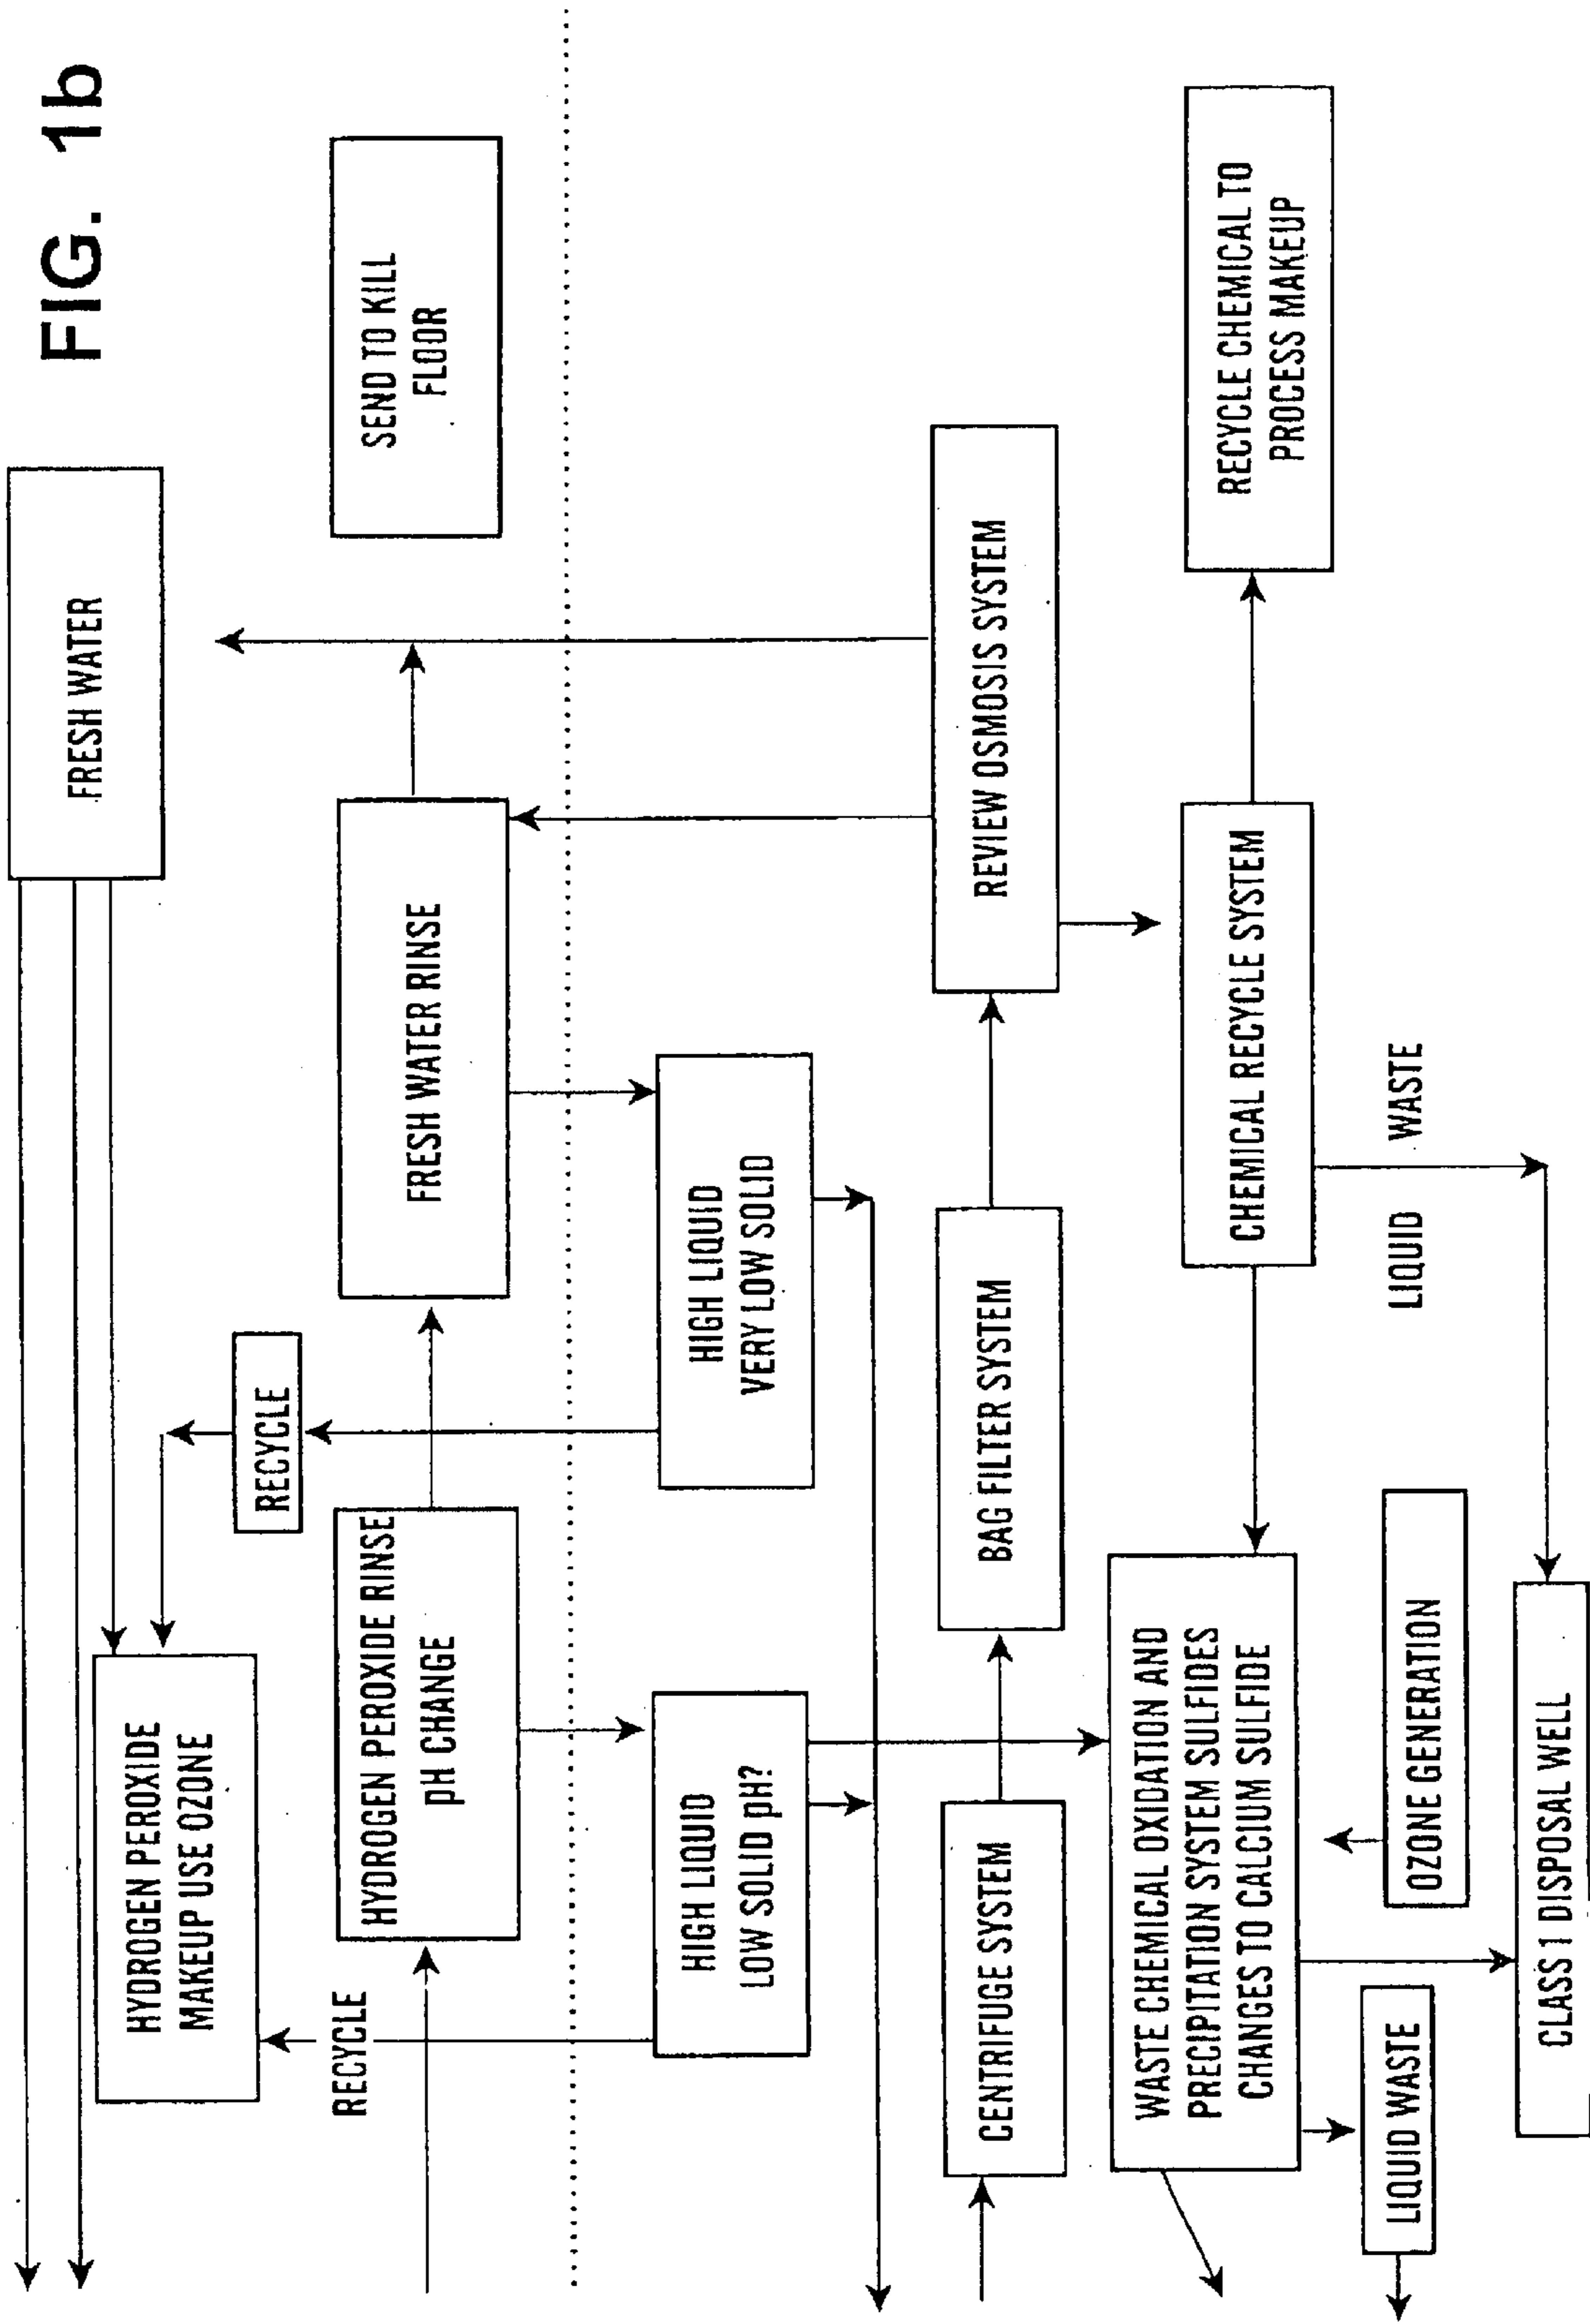 FIG. 1b
FRESH WATER
HYDROGEN PEROXIDE
MAKEUP USE OZONE
RECYCLE
RECYCLE
HYDROGEN PEROXIDE RINSE
pH CHANGE
FRESH WATER RINSE
SEND TO KILL
FLOOR
HIGH LIQUID
LOW SOLID pH?
HIGH LIQUID
VERY LOW SOLID
CENTRIFUGE SYSTEM
BAG FILTER SYSTEM
REVIEW OSMOSIS SYSTEM
WASTE CHEMICAL OXIDATION AND
PRECIPITATION SYSTEM SULFIDES
CHANGES TO CALCIUM SULFIDE
CHEMICAL RECYCLE SYSTEM
RECYCLE CHEMICAL TO
PROCESS MAKEUP
LIQUID WASTE
OZONE GENERATION
LIQUID WASTE
CLASS 1 DISPOSAL WELL